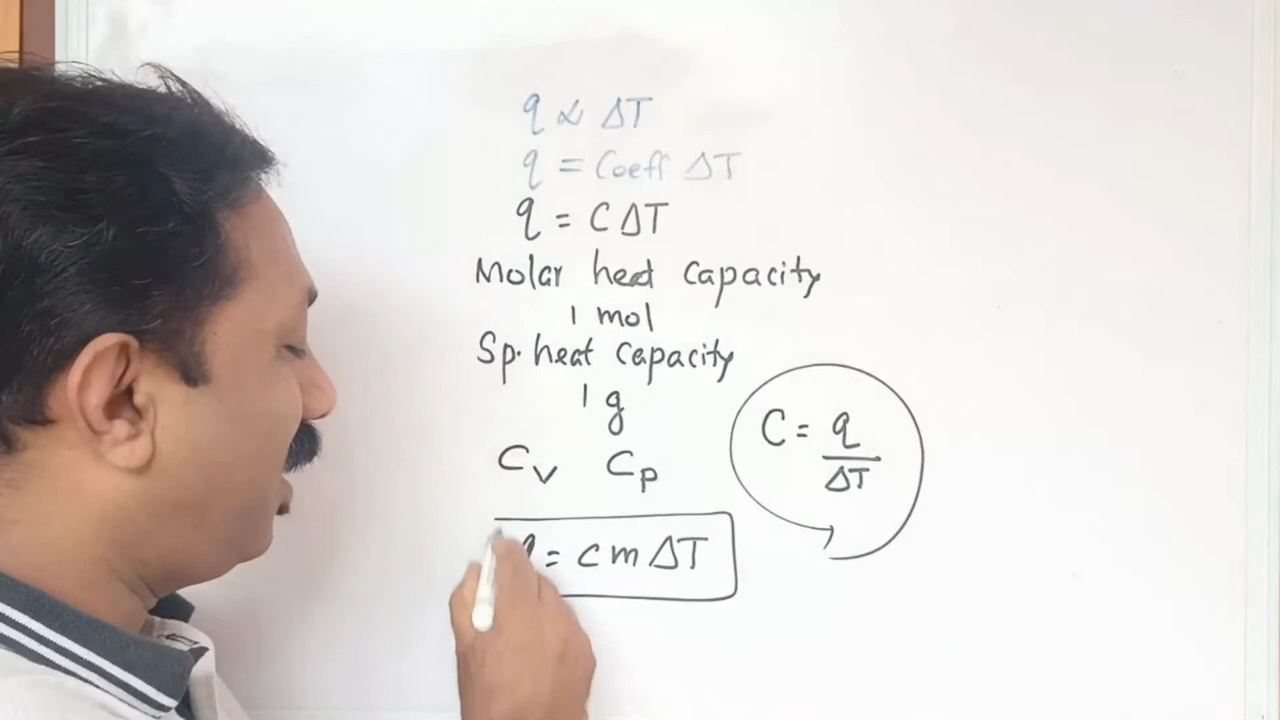 q ∝ ΔT
q = Coeff ΔT
q = C ΔT
Molar heat capacity
1 mol
Sp. heat capacity
1 g
Cv Cp
C = q / ΔT
= c m ΔT